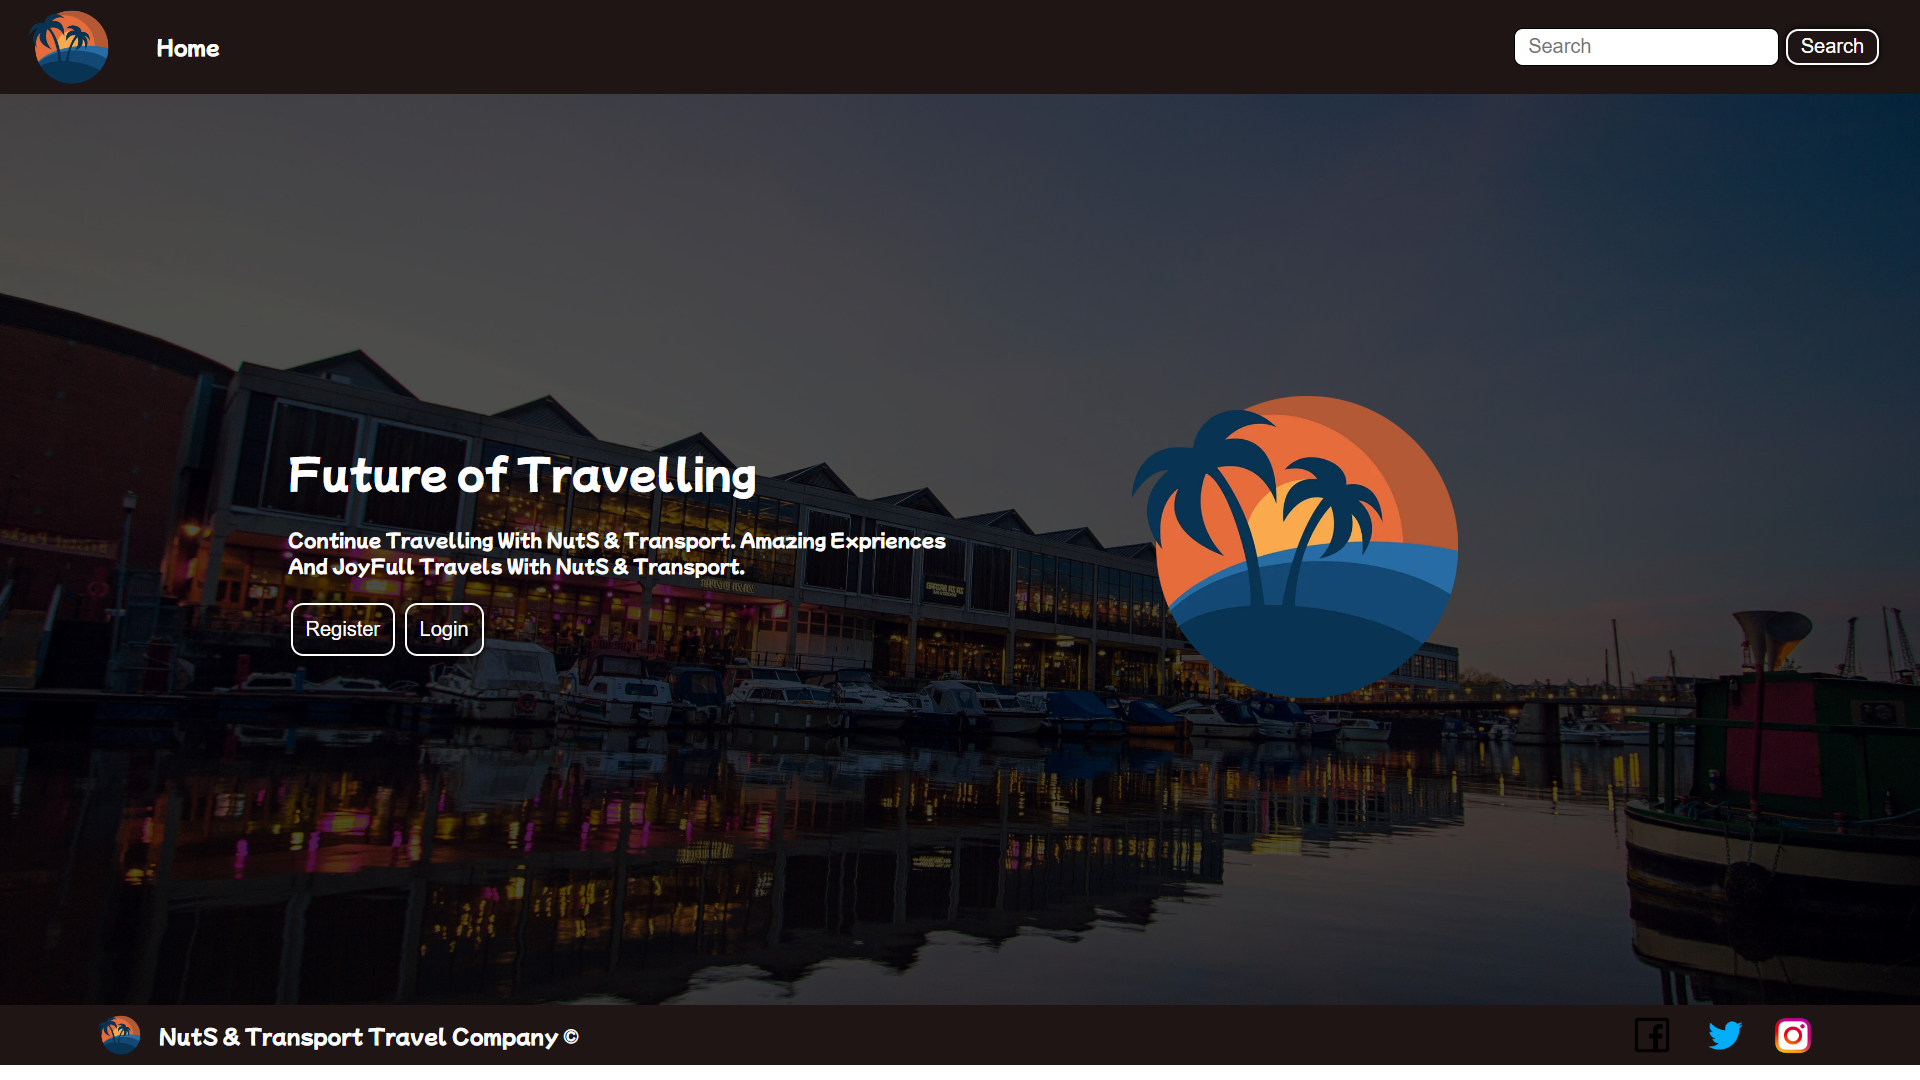 Home
Search
Search
Future of Travelling
Continue Travelling With NutS & Transport. Amazing Expriences
And JoyFull Travels With NutS & Transport.
Register
Login
NutS & Transport Travel Company ©